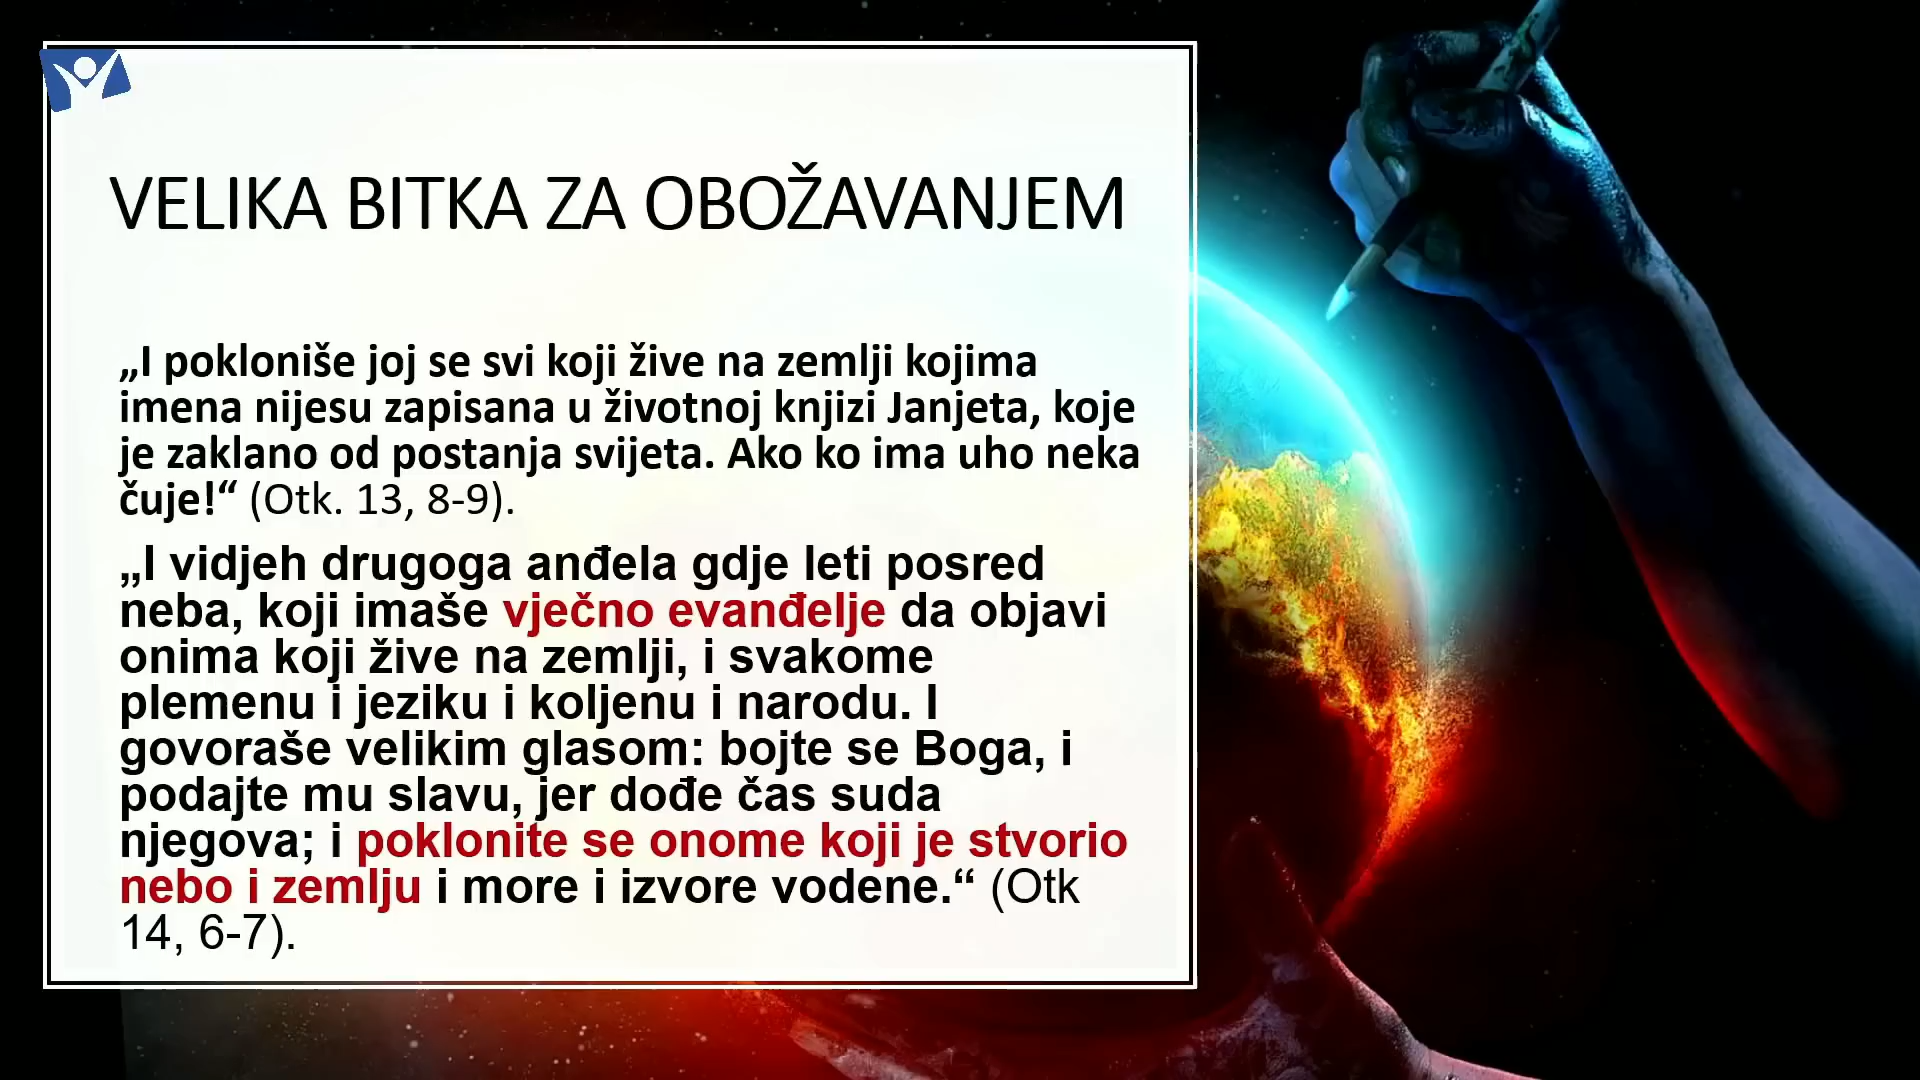 VELIKA BITKA ZA OBOŽAVANJEM
„I pokloniše joj se svi koji žive na zemlji kojima
imena nijesu zapisana u životnoj knjizi Janjeta, koje
je zaklano od postanja svijeta. Ako ko ima uho neka
čuje!“ (Otk. 13, 8-9).
„I vidjeh drugoga anđela gdje leti posred
neba, koji imaše vječno evanđelje da objavi
onima koji žive na zemlji, i svakome
plemenu i jeziku i koljenu i narodu. I
govoraše velikim glasom: bojte se Boga, i
podajte mu slavu, jer dođe čas suda
njegova; i poklonite se onome koji je stvorio
nebo i zemlju i more i izvore vodene.“ (Otk
14, 6-7).